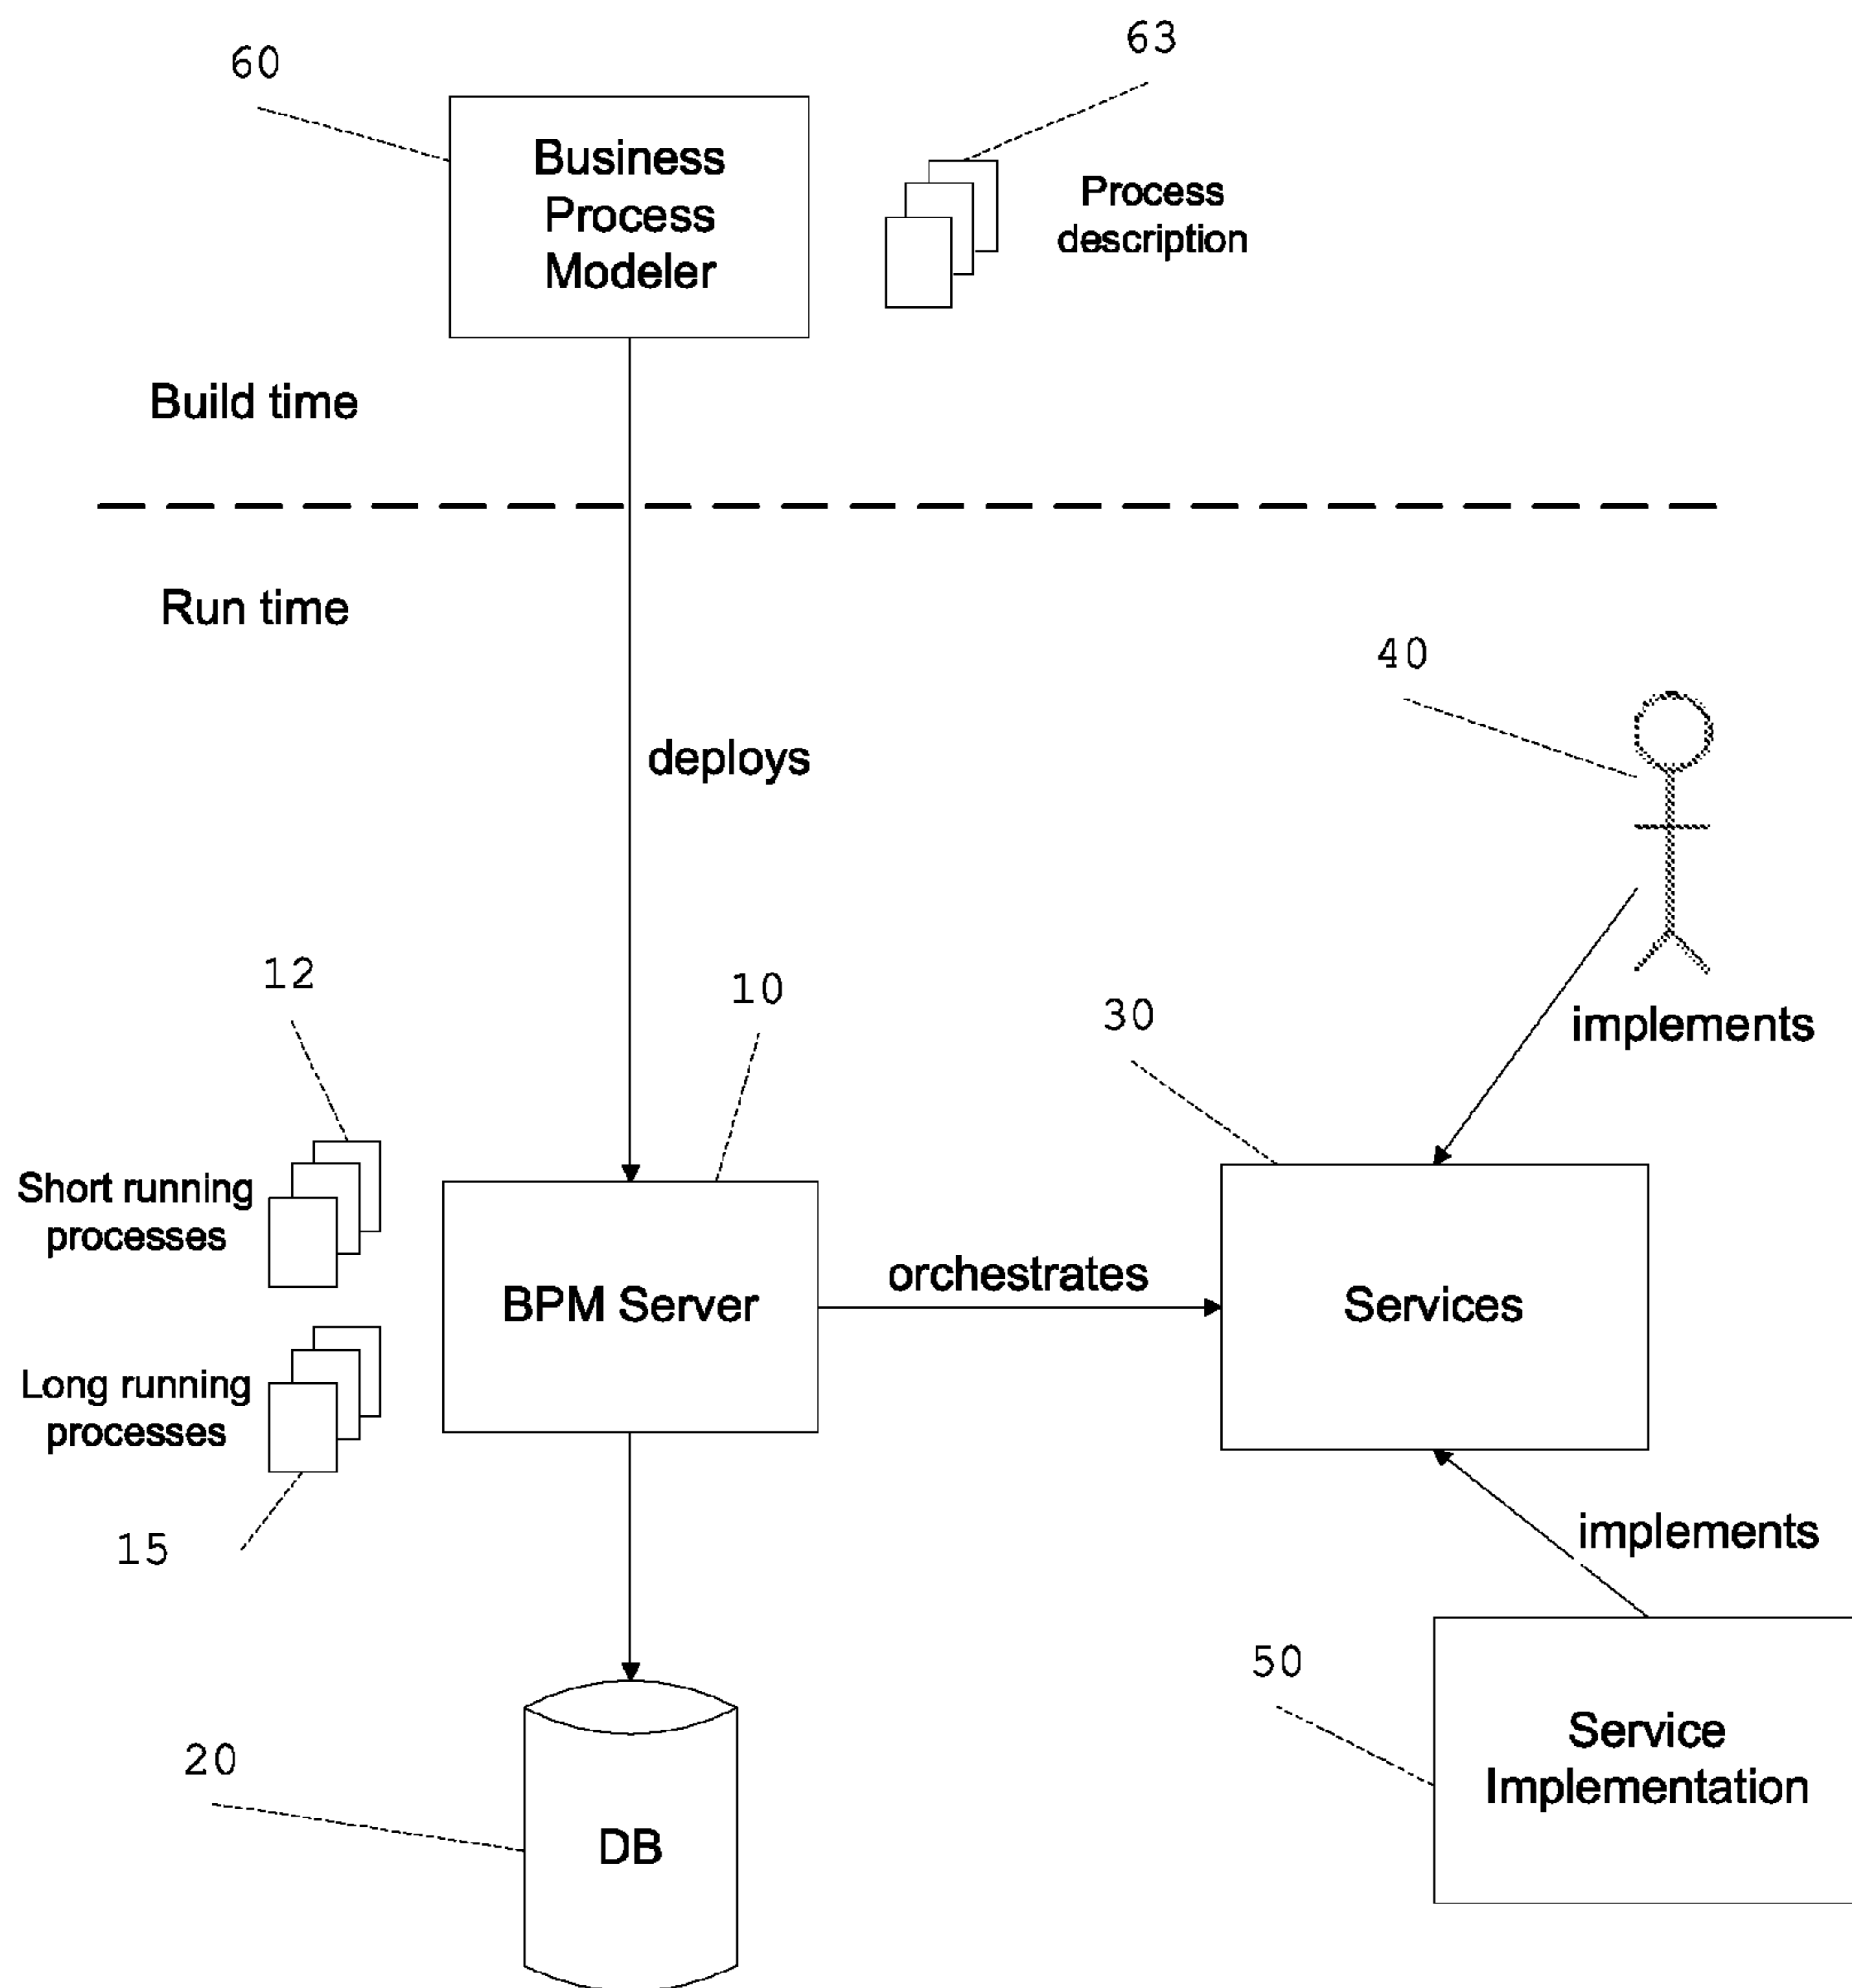 60
63
Business
Process
Modeler
Process
description
Build time
Run time
40
deploys
12
10
30
implements
Short running
processes
BPM Server
orchestrates
Services
Long running
processes
15
implements
50
Service
Implementation
20
DB